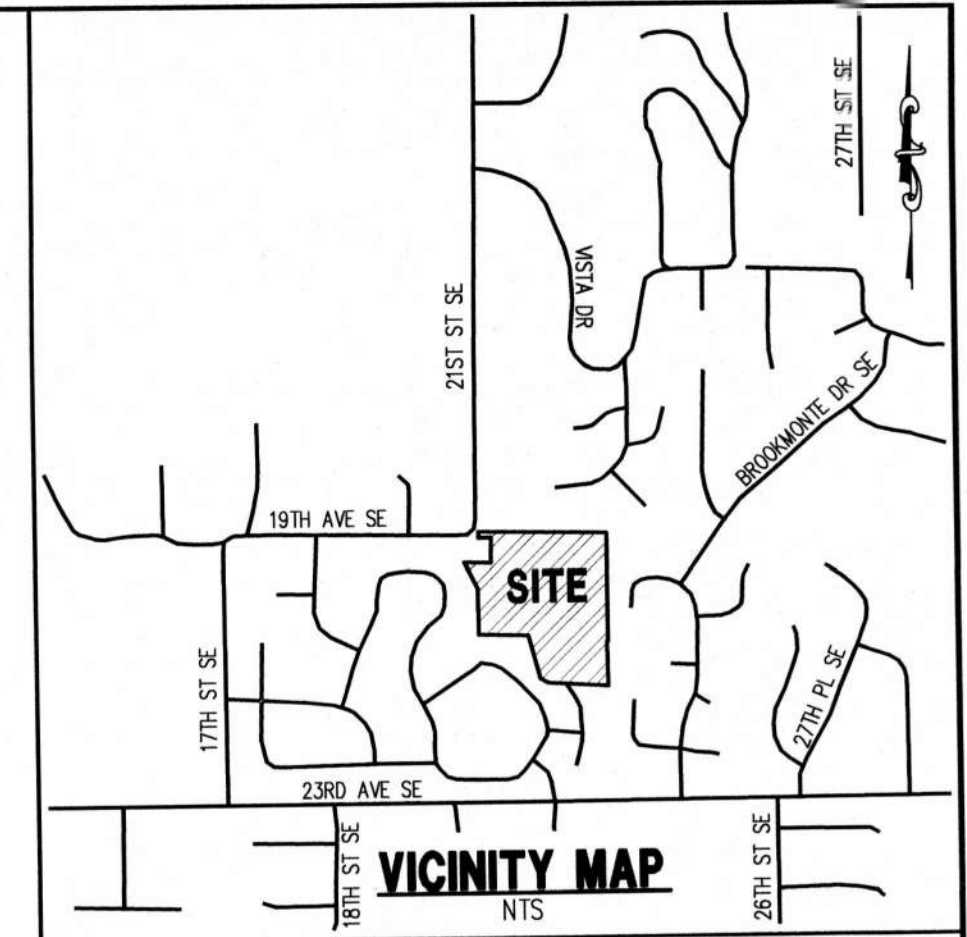 27TH ST SE
VISTA DR
21ST ST SE
BROOKMONTE DR SE
19TH AVE SE
SITE
17TH ST SE
27TH PL SE
23RD AVE SE
18TH ST SE
VICINITY MAP
NTS
26TH ST SE